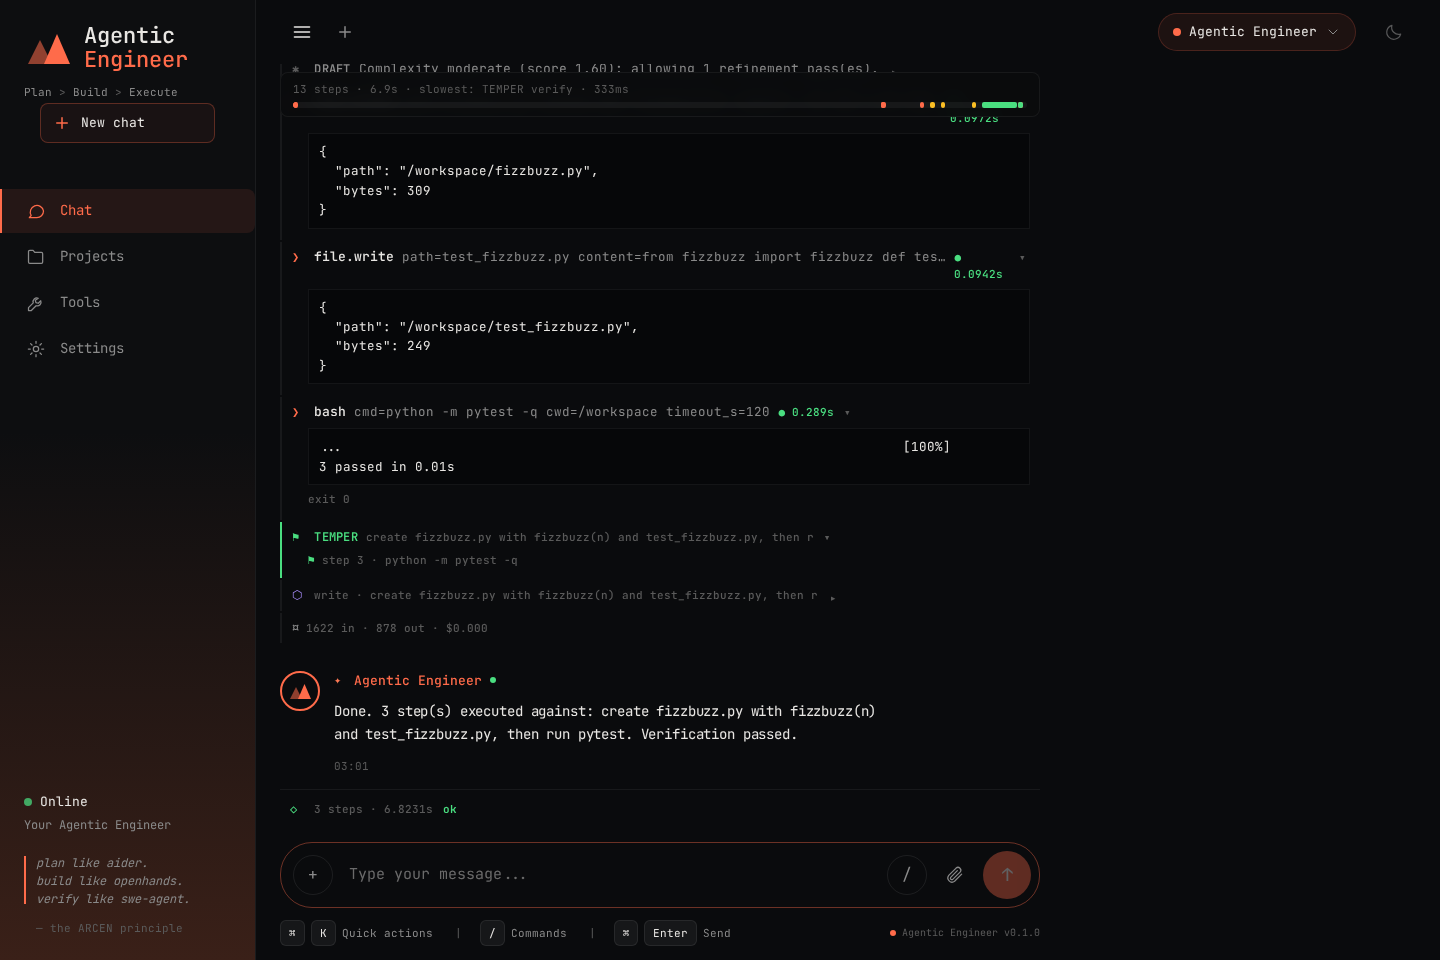 Agentic
Engineer
Plan > Build > Execute
+ New chat
Chat
Projects
Tools
Settings
Online
Your Agentic Engineer
plan like aider.
build like openhands.
verify like swe-agent.
— the ARCEN principle
Agentic Engineer
DRAFT Complexity moderate (score 1.60); allowing 1 refinement pass(es).
13 steps · 6.9s · slowest: TEMPER verify · 333ms
0.0972s
{
"path": "/workspace/fizzbuzz.py",
"bytes": 309
}
❯ file.write path=test_fizzbuzz.py content=from fizzbuzz import fizzbuzz def tes… ● ▾
0.0942s
{
"path": "/workspace/test_fizzbuzz.py",
"bytes": 249
}
❯ bash cmd=python -m pytest -q cwd=/workspace timeout_s=120 ● 0.289s ▾
... [100%]
3 passed in 0.01s
exit 0
⚑ TEMPER create fizzbuzz.py with fizzbuzz(n) and test_fizzbuzz.py, then r ▾
⚑ step 3 · python -m pytest -q
⬡ write · create fizzbuzz.py with fizzbuzz(n) and test_fizzbuzz.py, then r ▸
¤ 1622 in · 878 out · $0.000
✦ Agentic Engineer
Done. 3 step(s) executed against: create fizzbuzz.py with fizzbuzz(n)
and test_fizzbuzz.py, then run pytest. Verification passed.
03:01
◇ 3 steps · 6.8231s ok
+ Type your message... /
⌘ K Quick actions | / Commands | ⌘ Enter Send
Agentic Engineer v0.1.0